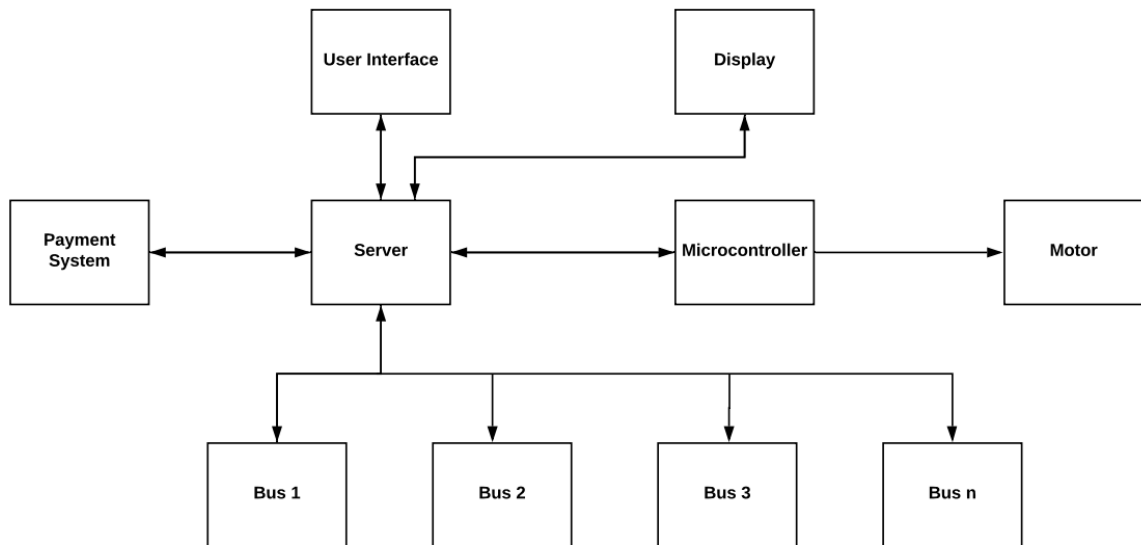 User Interface
Display
Payment
System
Server
Microcontroller
Motor
Bus 1
Bus 2
Bus 3
Bus n